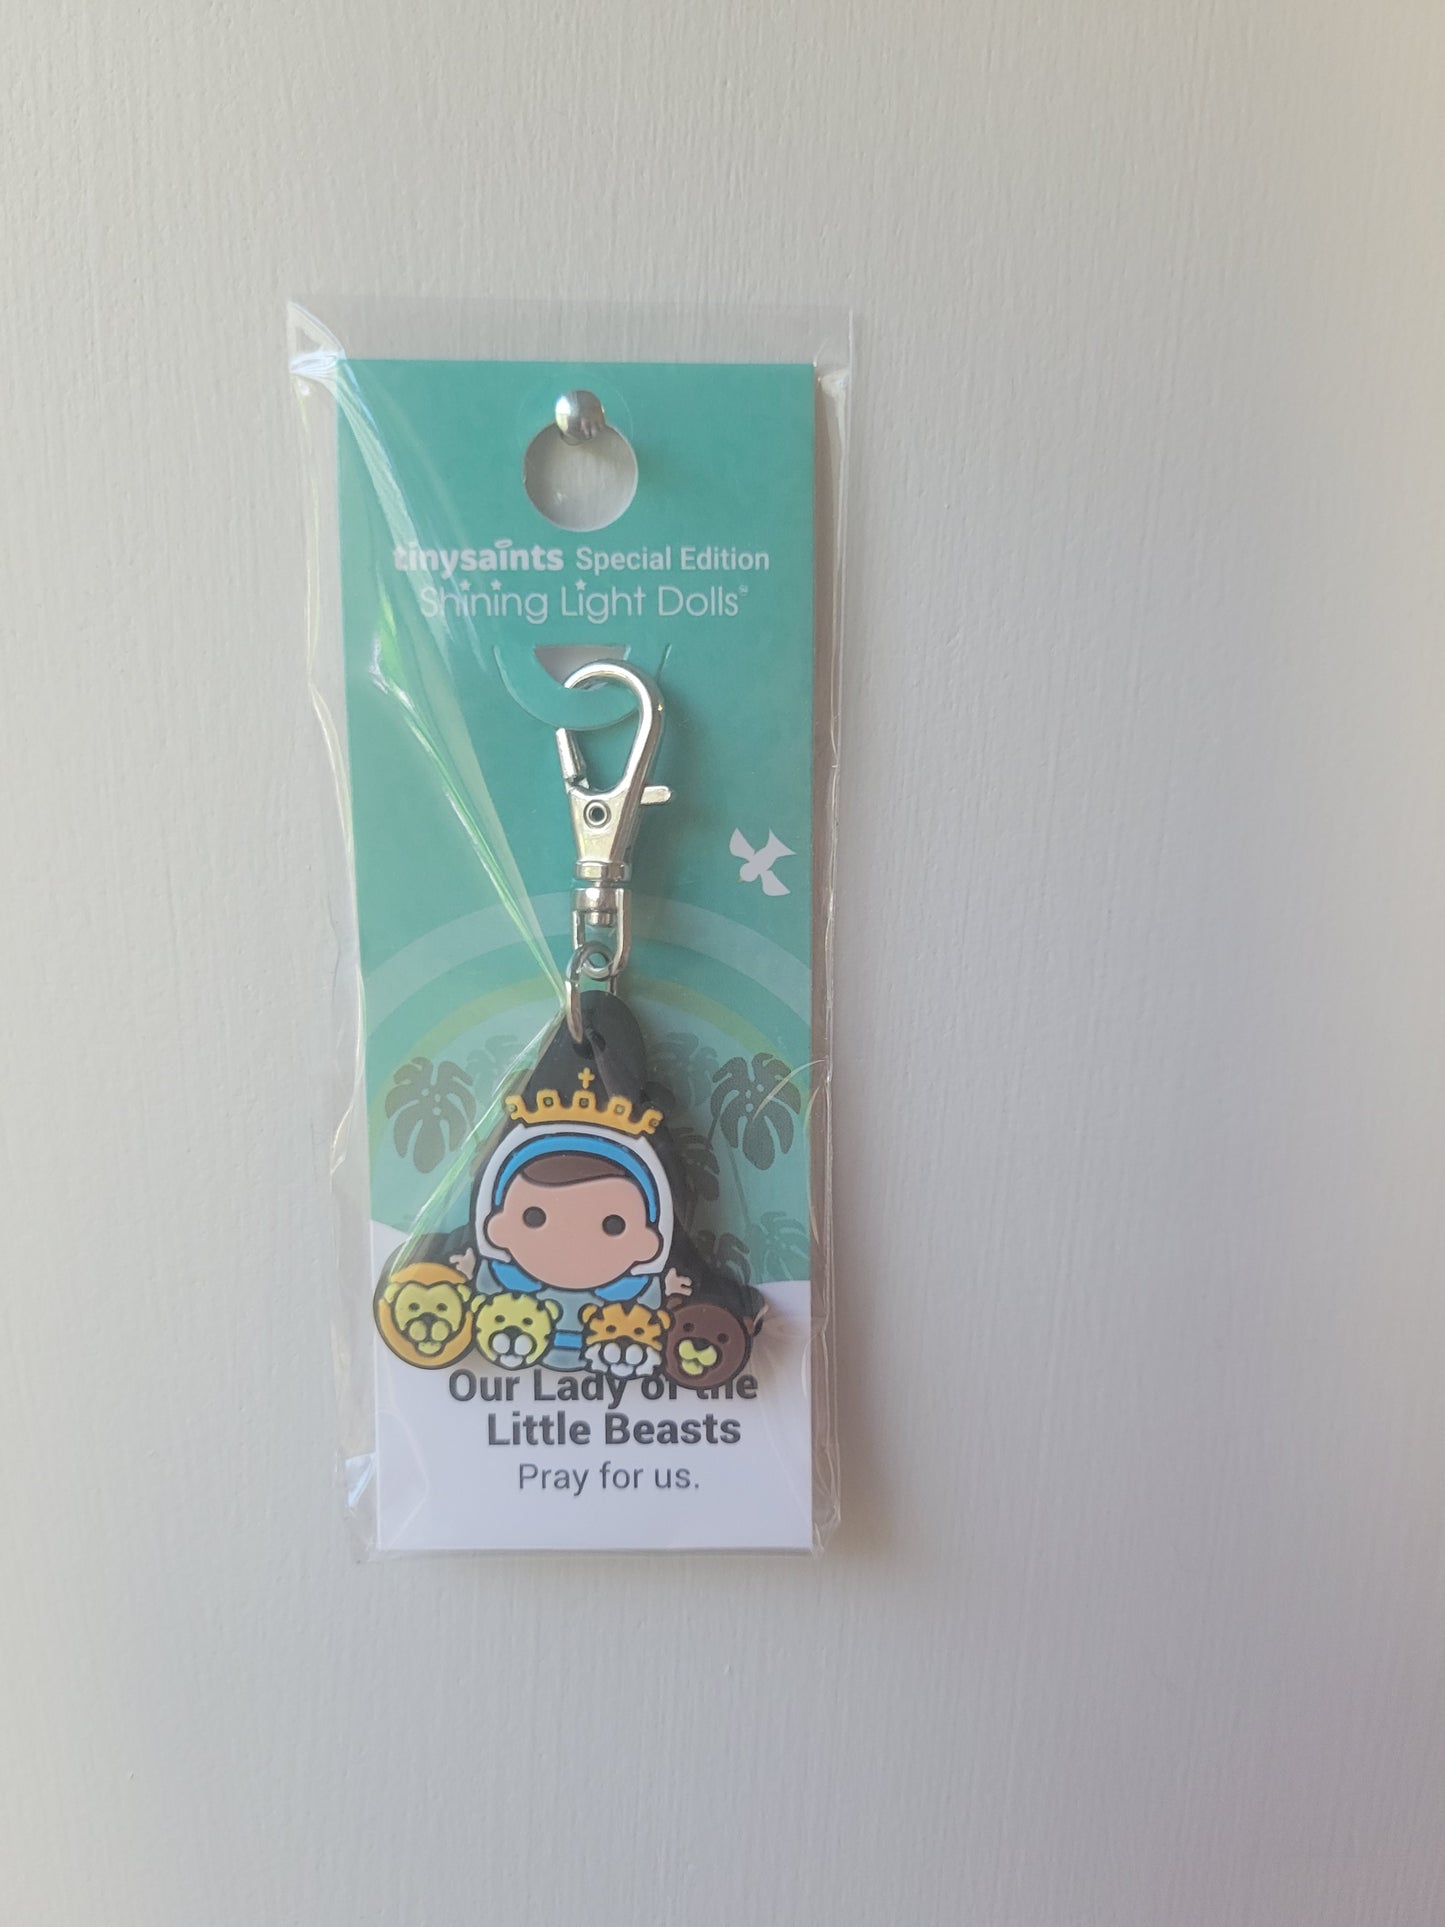 tinysaints Special Edition
Shining Light Dolls
Our Lady of the
Little Beasts
Pray for us.